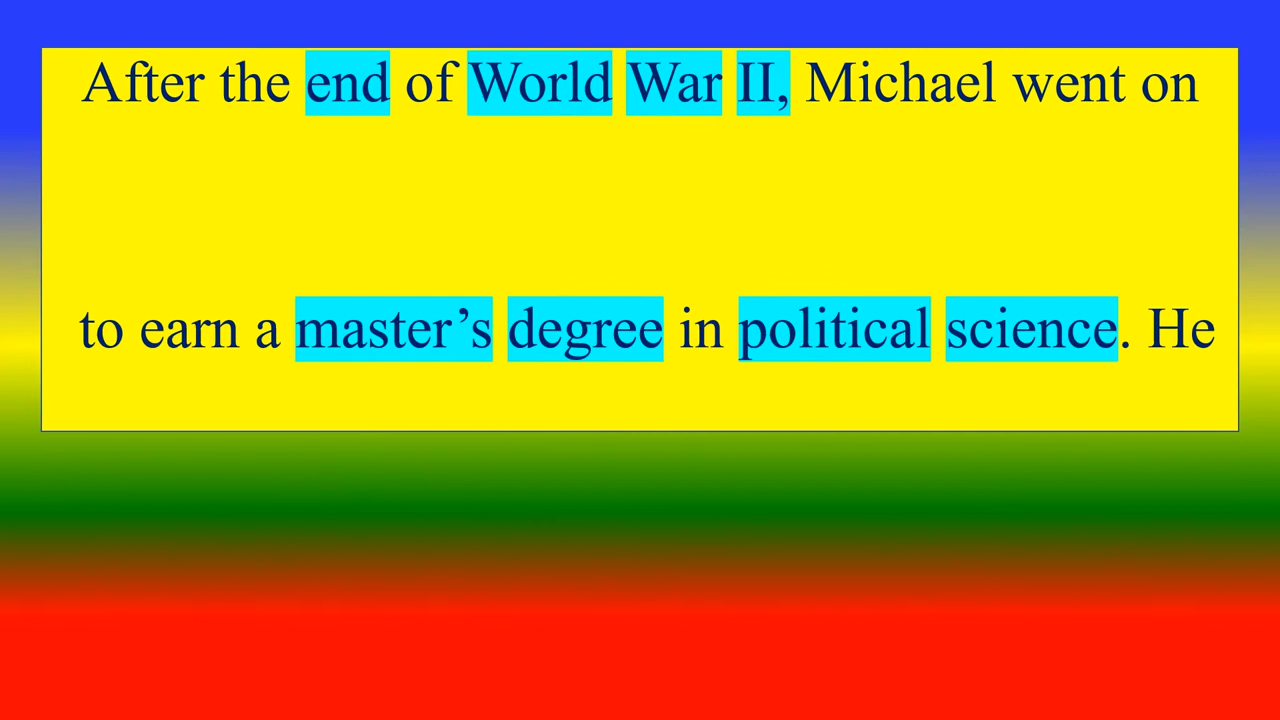 After the end of World War II, Michael went on
to earn a master’s degree in political science. He